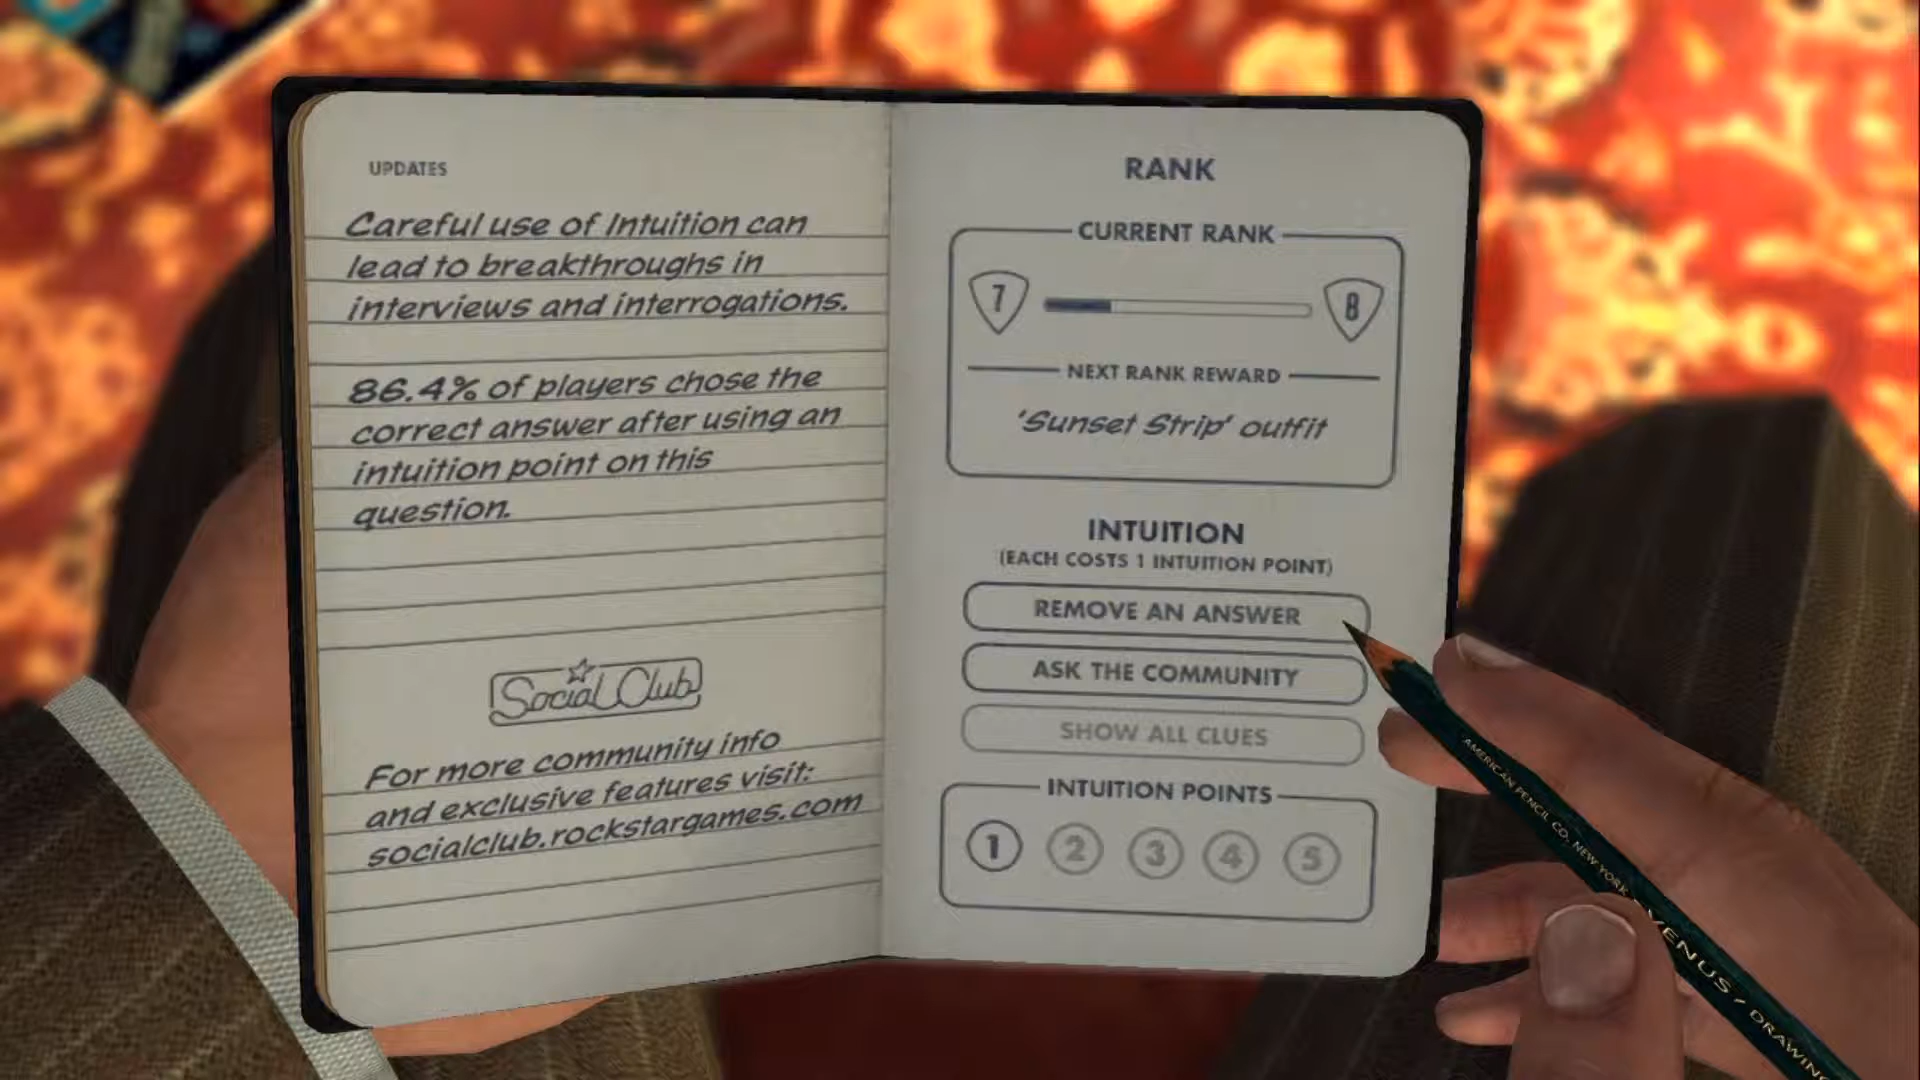 UPDATES
Careful use of Intuition can
lead to breakthroughs in
interviews and interrogations.
86.4% of players chose the
correct answer after using an
intuition point on this
question.
Social Club
For more community info
and exclusive features visit:
socialclub.rockstargames.com
RANK
CURRENT RANK
7
8
NEXT RANK REWARD
'Sunset Strip' outfit
INTUITION
(EACH COSTS 1 INTUITION POINT)
REMOVE AN ANSWER
ASK THE COMMUNITY
SHOW ALL CLUES
INTUITION POINTS
1 2 3 4 5
AMERICAN PENCIL CO. NEW YORK VENUS DRAWING